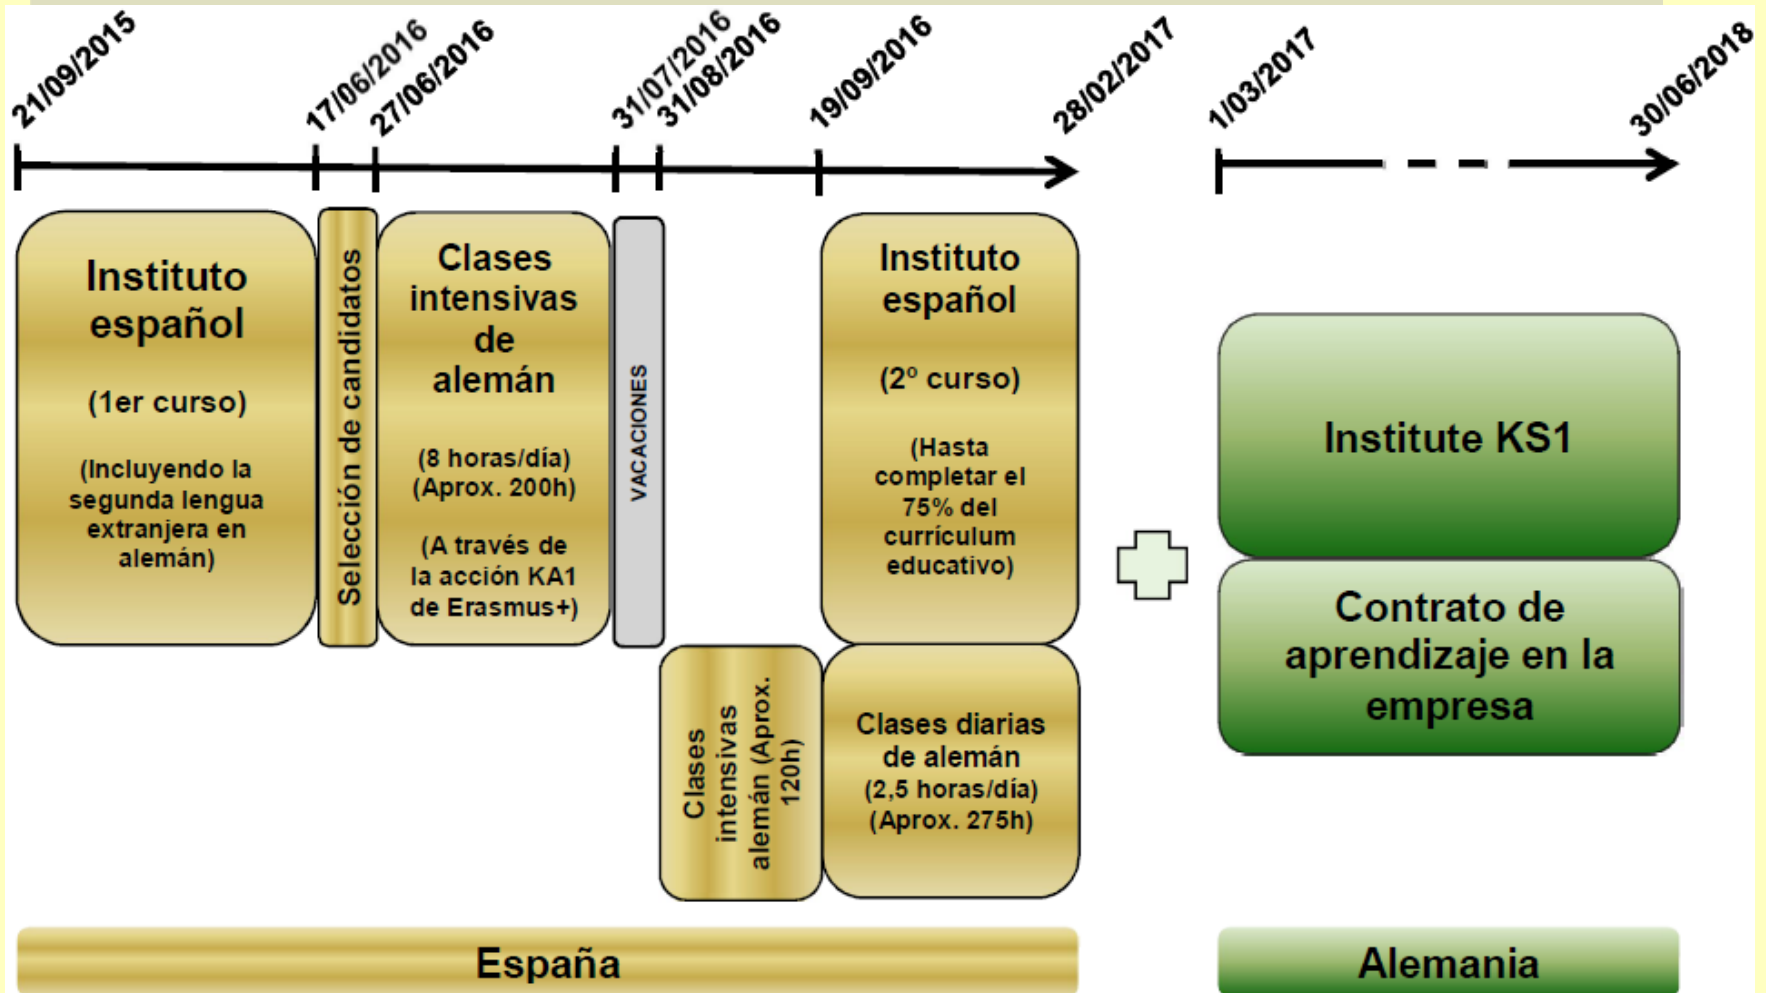 21/09/2015
17/06/2016
27/06/2016
31/07/2016
31/08/2016
19/09/2016
28/02/2017
1/03/2017
30/06/2018
Instituto
español
(1er curso)
(Incluyendo la
segunda lengua
extranjera en
alemán)
Selección de candidatos
Clases
intensivas
de
alemán
(8 horas/día)
(Aprox. 200h)
(A través de
la acción KA1
de Erasmus+)
VACACIONES
Clases
intensivas
alemán (Aprox.
120h)
Instituto
español
(2º curso)
(Hasta
completar el
75% del
currículum
educativo)
Clases diarias
de alemán
(2,5 horas/día)
(Aprox. 275h)
Institute KS1
Contrato de
aprendizaje en la
empresa
España
Alemania